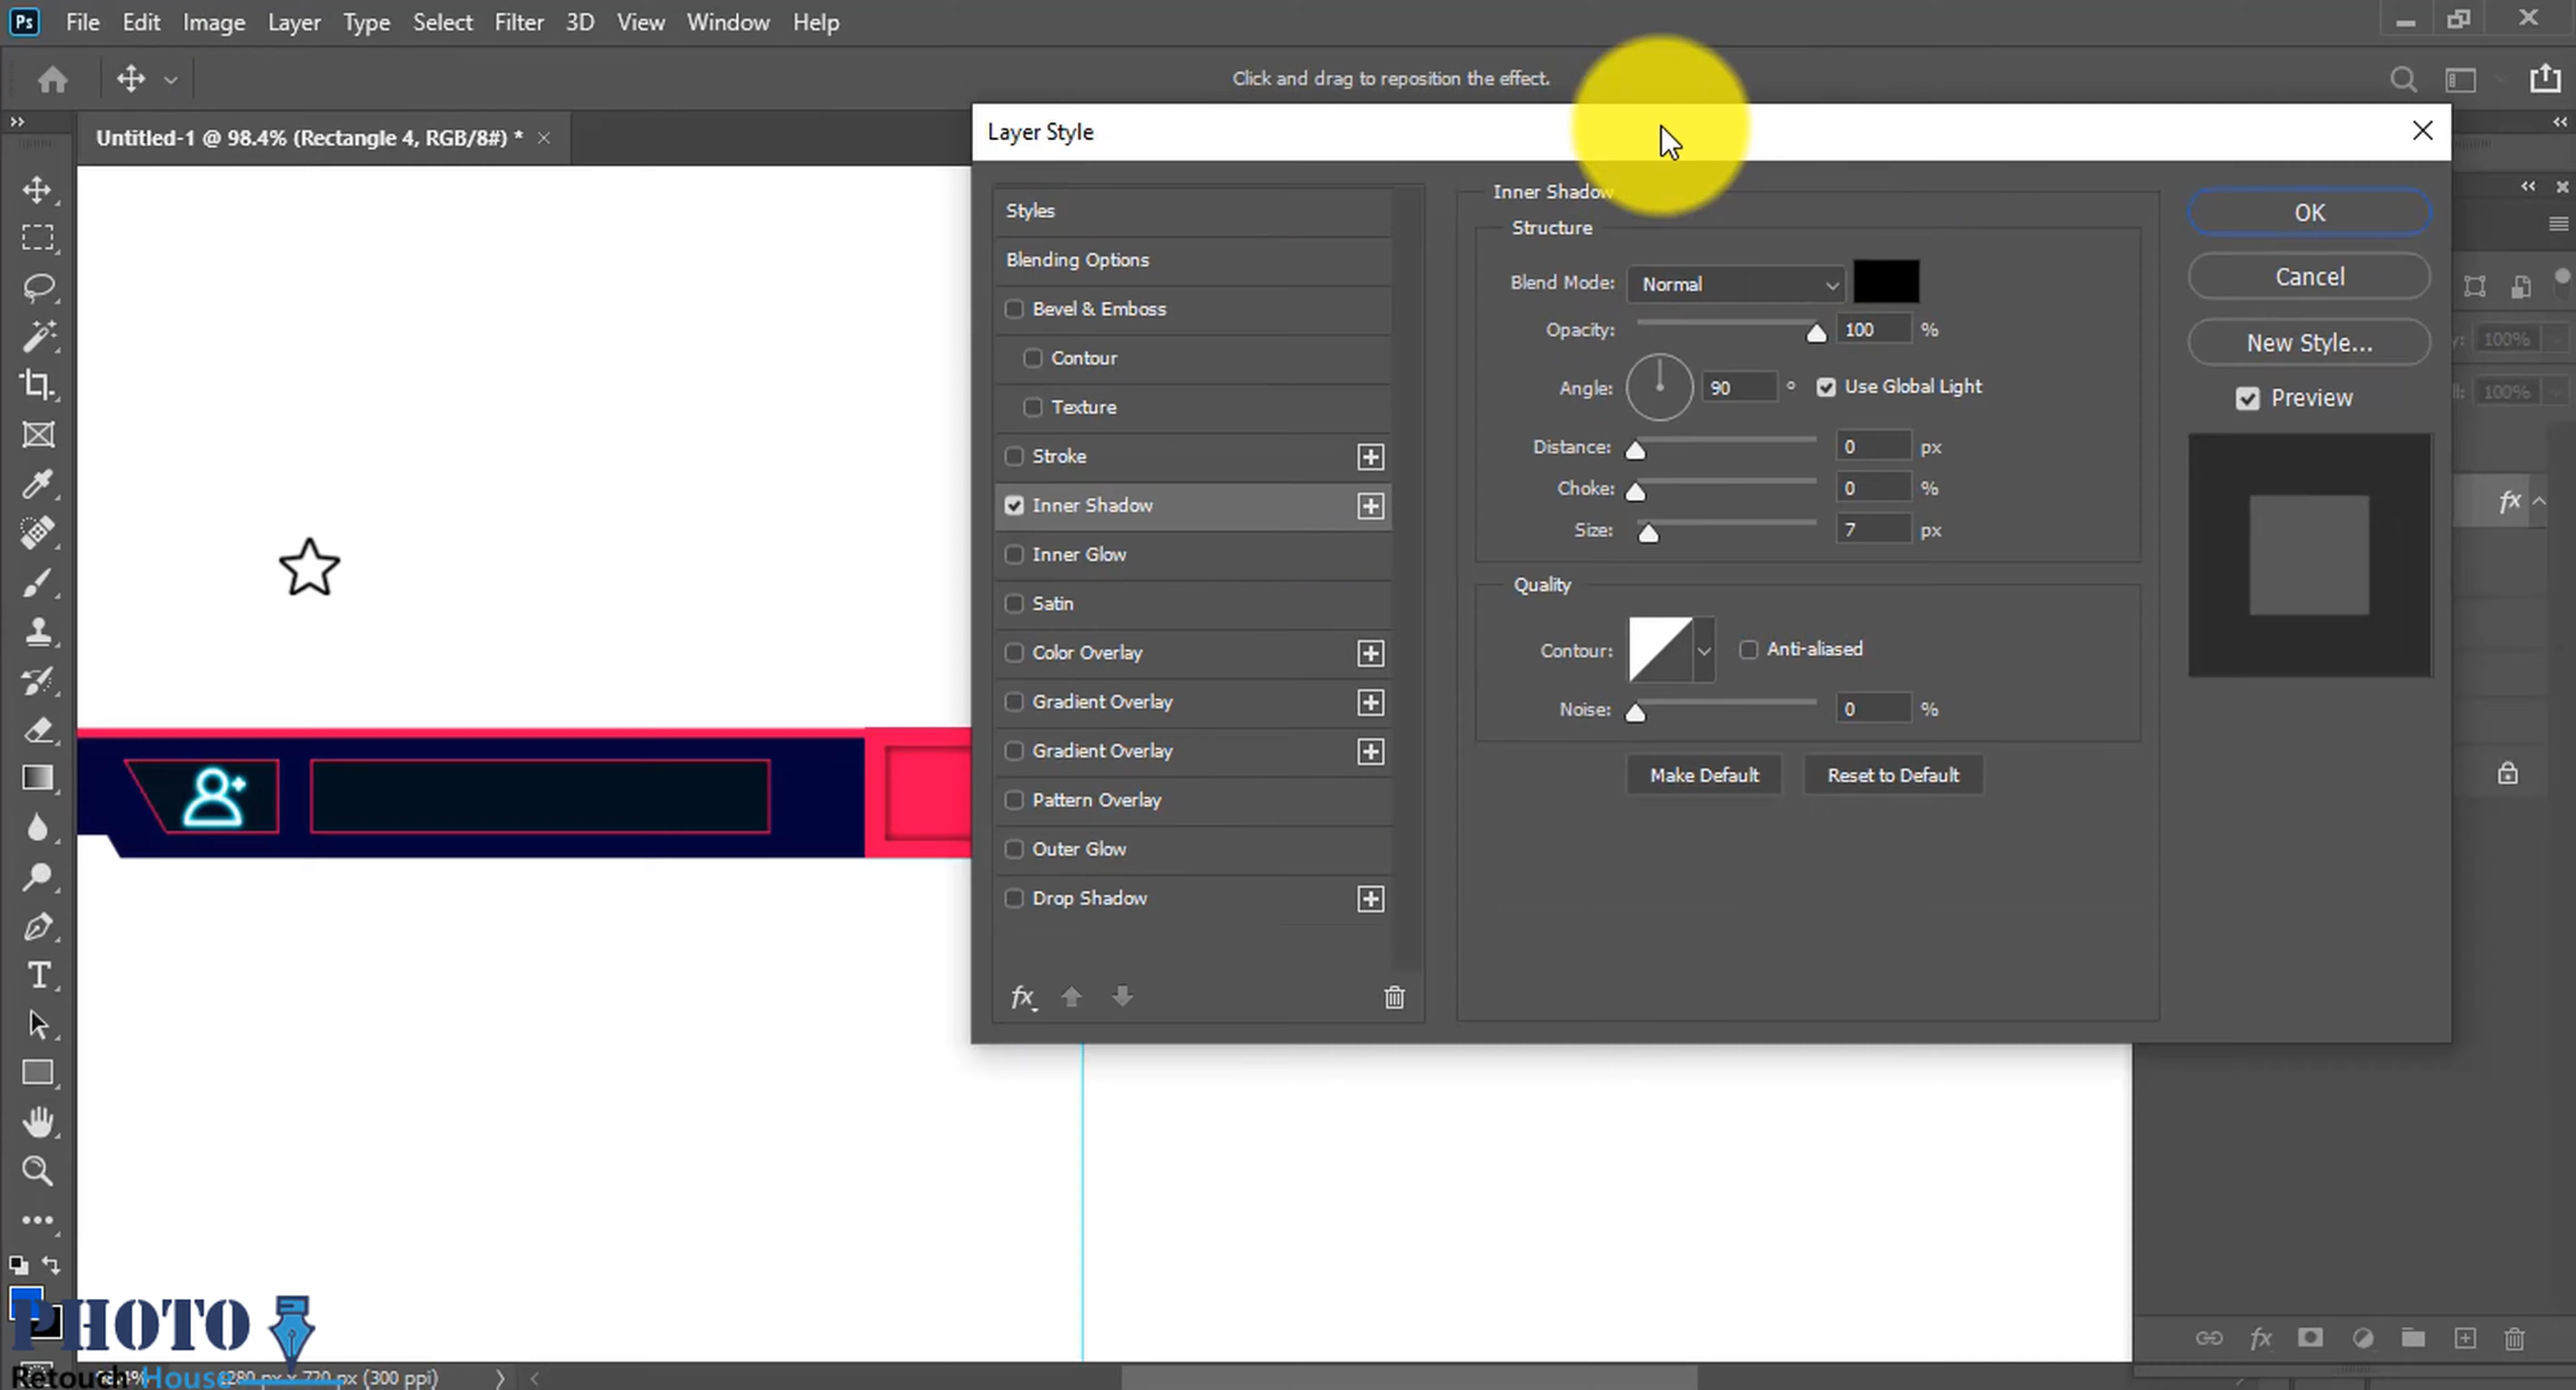 Ps File Edit Image Layer Type Select Filter 3D View Window Help
Click and drag to reposition the effect.
Untitled-1 @ 98.4% (Rectangle 4, RGB/8#) *
Layer Style
Styles
Blending Options
Bevel & Emboss
Contour
Texture
Stroke
Inner Shadow
Inner Glow
Satin
Color Overlay
Gradient Overlay
Gradient Overlay
Pattern Overlay
Outer Glow
Drop Shadow
fx
Inner Shadow
Structure
Blend Mode: Normal
Opacity: 100 %
Angle: 90 ° Use Global Light
Distance: 0 px
Choke: 0 %
Size: 7 px
Quality
Contour: Anti-aliased
Noise: 0 %
Make Default Reset to Default
OK
Cancel
New Style...
Preview
100%
100%
fx
fx
PHOTO
Retouch House
1280 px x 720 px (300 ppi)